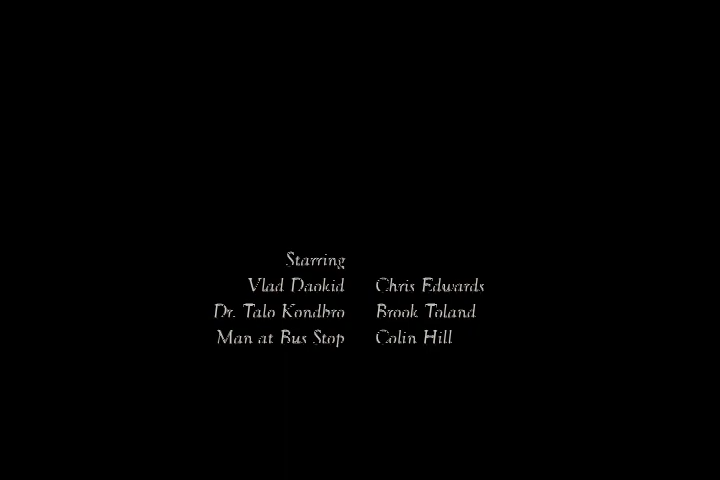 Starring
Vlad Daokid Chris Edwards
Dr. Talo Kondbro Brook Toland
Man at Bus Stop Colin Hill